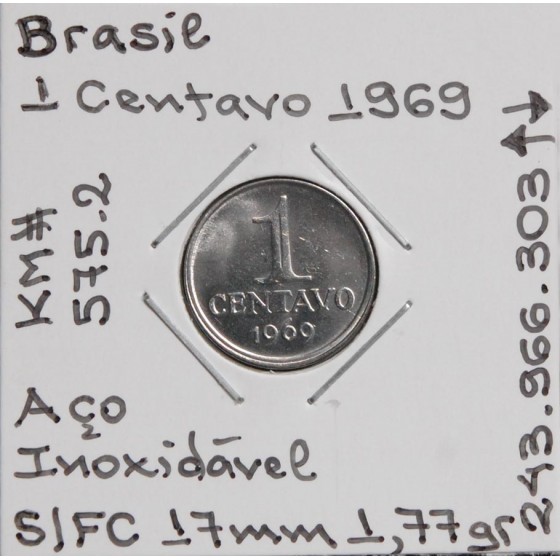 Brasil
1 Centavo 1969
KM#
575.2
1
CENTAVO
1969
243.966.303 ↑↓
Aço
Inoxidável
S/FC 17mm 1,77gr